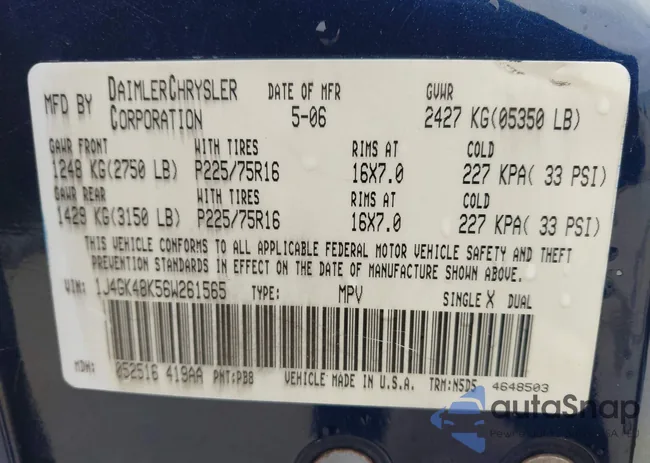 MFD BY DAIMLERCHRYSLER CORPORATION DATE OF MFR 5-06 GVWR 2427 KG(05350 LB)
GAWR FRONT WITH TIRES RIMS AT COLD
1248 KG(2750 LB) P225/75R16 16X7.0 227 KPA( 33 PSI)
GAWR REAR WITH TIRES RIMS AT COLD
1429 KG(3150 LB) P225/75R16 16X7.0 227 KPA( 33 PSI)
THIS VEHICLE CONFORMS TO ALL APPLICABLE FEDERAL MOTOR VEHICLE SAFETY AND THEFT
PREVENTION STANDARDS IN EFFECT ON THE DATE OF MANUFACTURE SHOWN ABOVE.
VIN: 1J4GK48K56W261565 TYPE: MPV SINGLE X DUAL
MDH: 052516 419AA PNT:PB8 VEHICLE MADE IN U.S.A. TRM:N5D5 4648503
autoSnap